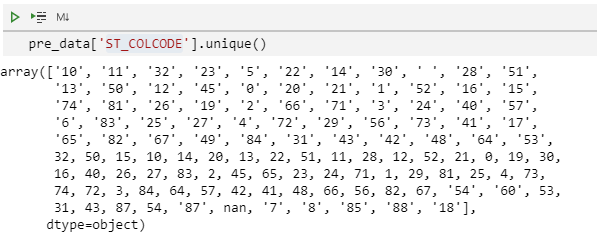 M↓
pre_data['ST_COLCODE'].unique()
array(['10', '11', '32', '23', '5', '22', '14', '30', ' ', '28', '51',
'13', '50', '12', '45', '0', '20', '21', '1', '52', '16', '15',
'74', '81', '26', '19', '2', '66', '71', '3', '24', '40', '57',
'6', '83', '25', '27', '4', '72', '29', '56', '73', '41', '17',
'65', '82', '67', '49', '84', '31', '43', '42', '48', '64', '53',
32, 50, 15, 10, 14, 20, 13, 22, 51, 11, 28, 12, 52, 21, 0, 19, 30,
16, 40, 26, 27, 83, 2, 45, 65, 23, 24, 71, 1, 29, 81, 25, 4, 73,
74, 72, 3, 84, 64, 57, 42, 41, 48, 66, 56, 82, 67, '54', '60', 53,
31, 43, 87, 54, '87', nan, '7', '8', '85', '88', '18'],
dtype=object)